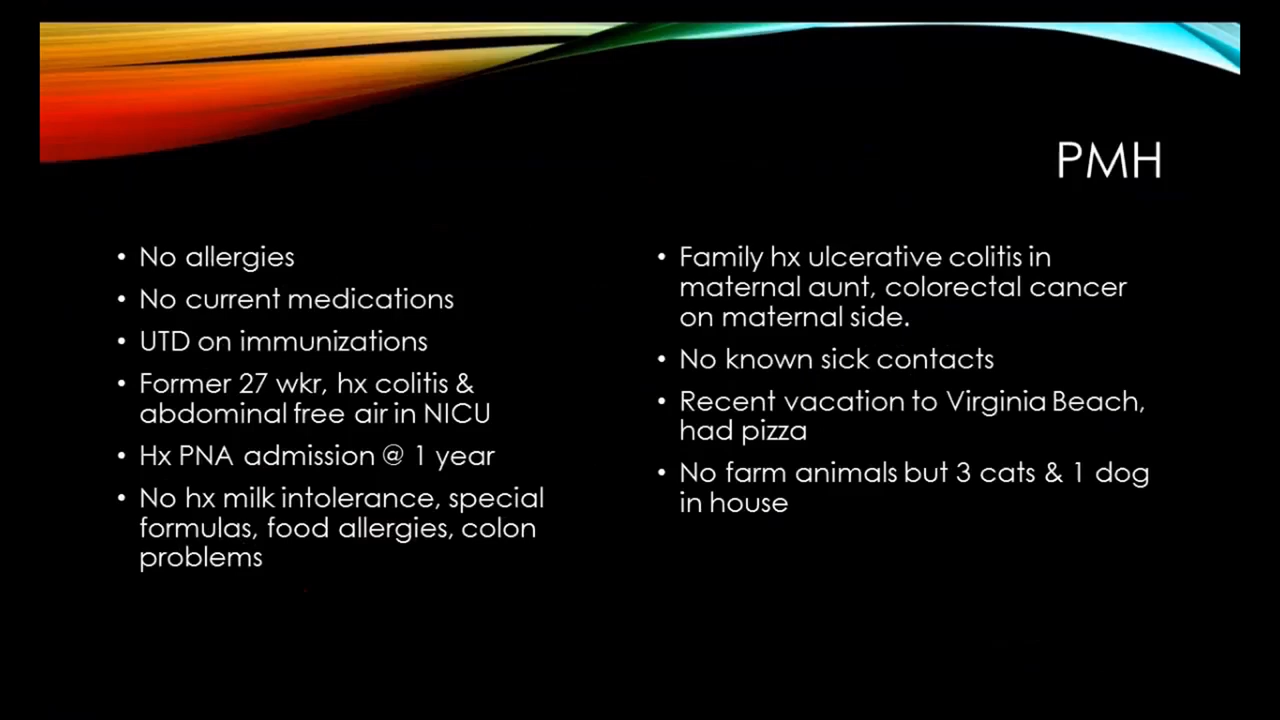 PMH
• No allergies
• No current medications
• UTD on immunizations
• Former 27 wkr, hx colitis &
abdominal free air in NICU
• Hx PNA admission @ 1 year
• No hx milk intolerance, special
formulas, food allergies, colon
problems
• Family hx ulcerative colitis in
maternal aunt, colorectal cancer
on maternal side.
• No known sick contacts
• Recent vacation to Virginia Beach,
had pizza
• No farm animals but 3 cats & 1 dog
in house